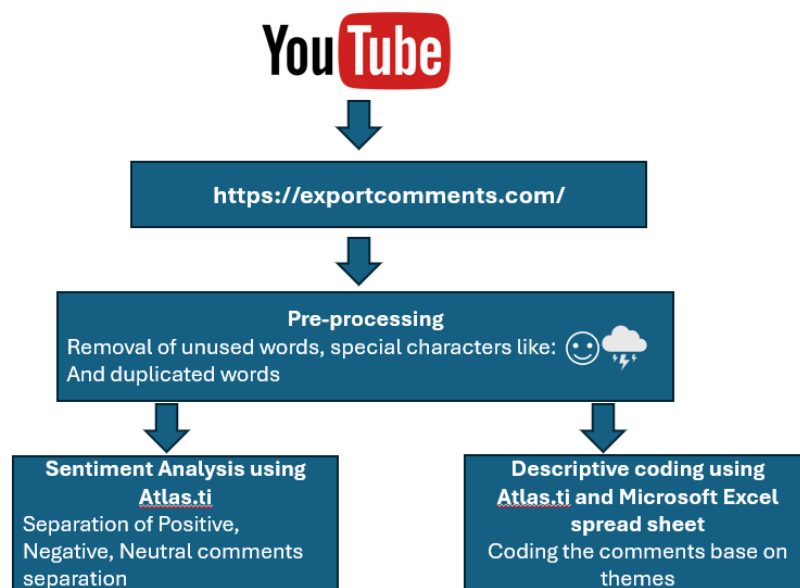 YouTube
https://exportcomments.com/
Pre-processing
Removal of unused words, special characters like:
And duplicated words
Sentiment Analysis using
Atlas.ti
Separation of Positive,
Negative, Neutral comments
separation
Descriptive coding using
Atlas.ti and Microsoft Excel
spread sheet
Coding the comments base on
themes